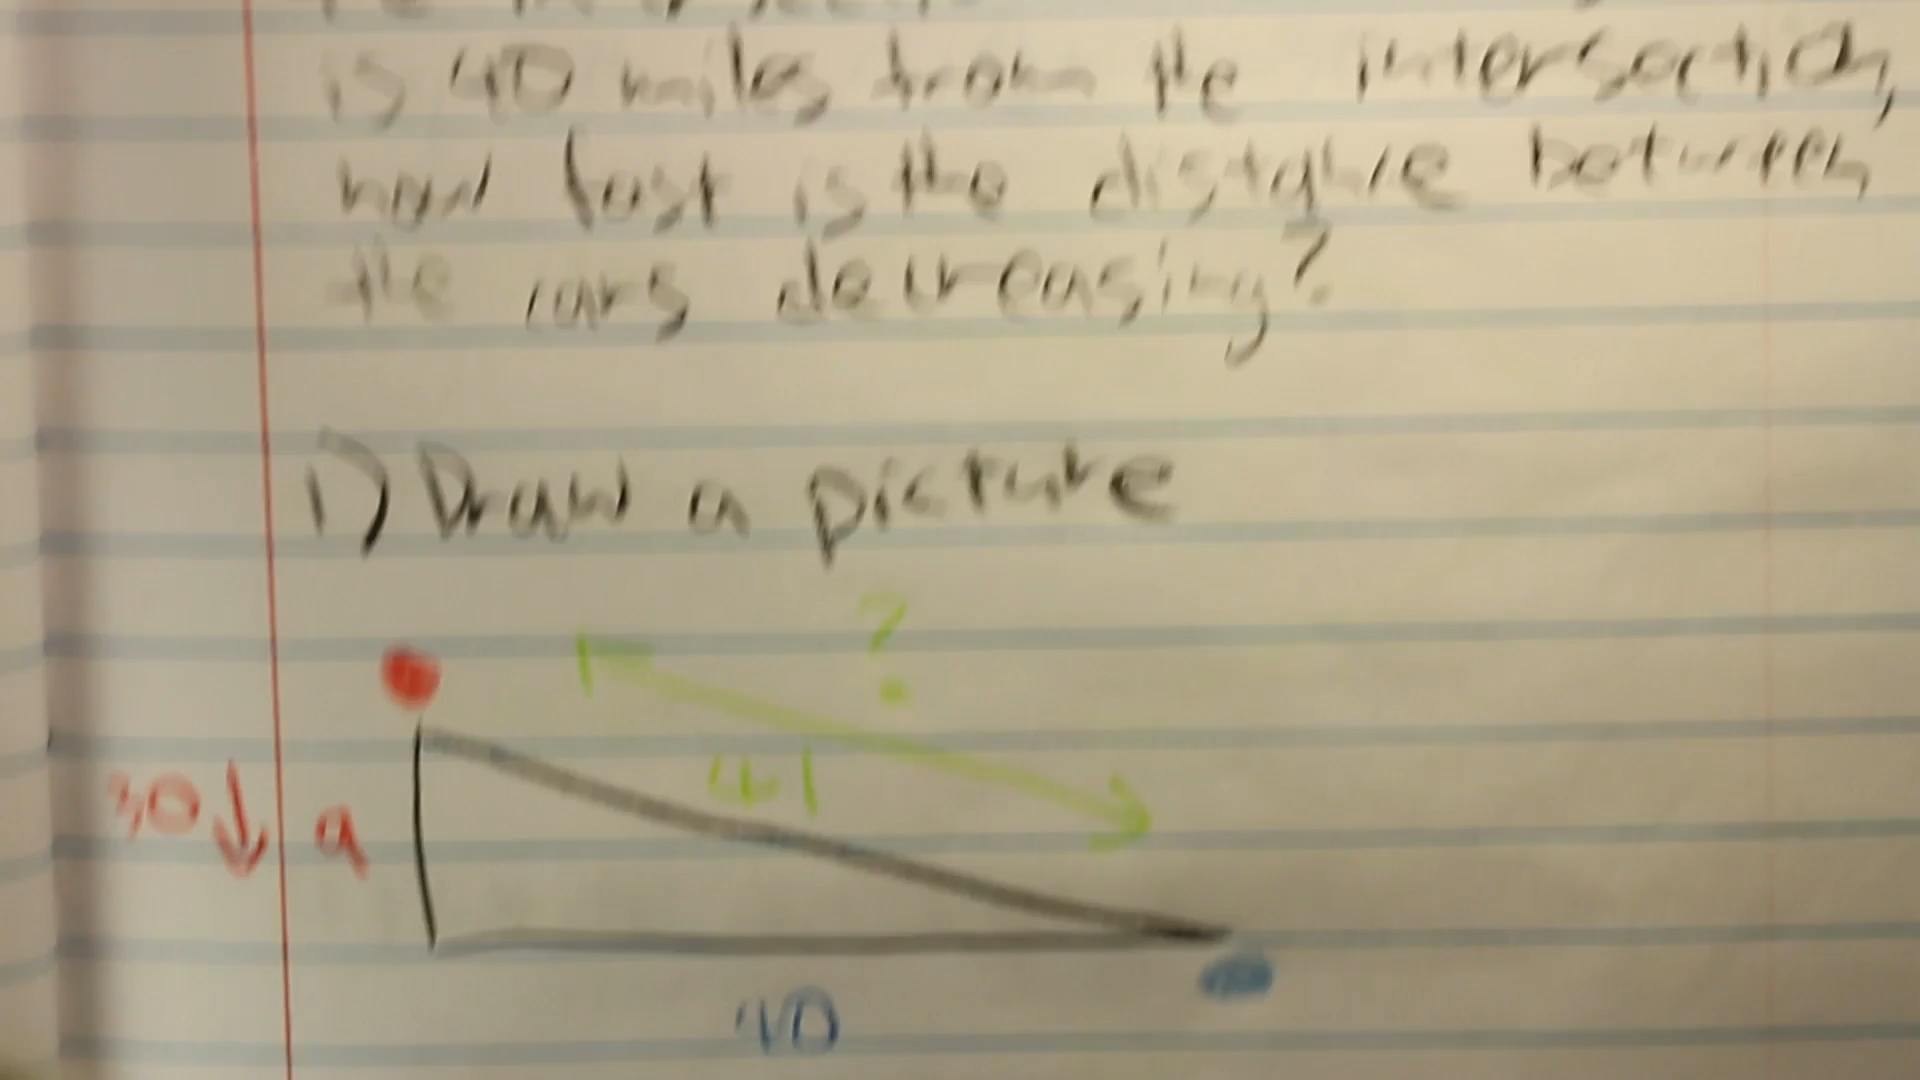 is 40 miles from the intersection,
how fast is the distance between
the cars decreasing?
1) Draw a picture
?
41
30 ↓ 9
40